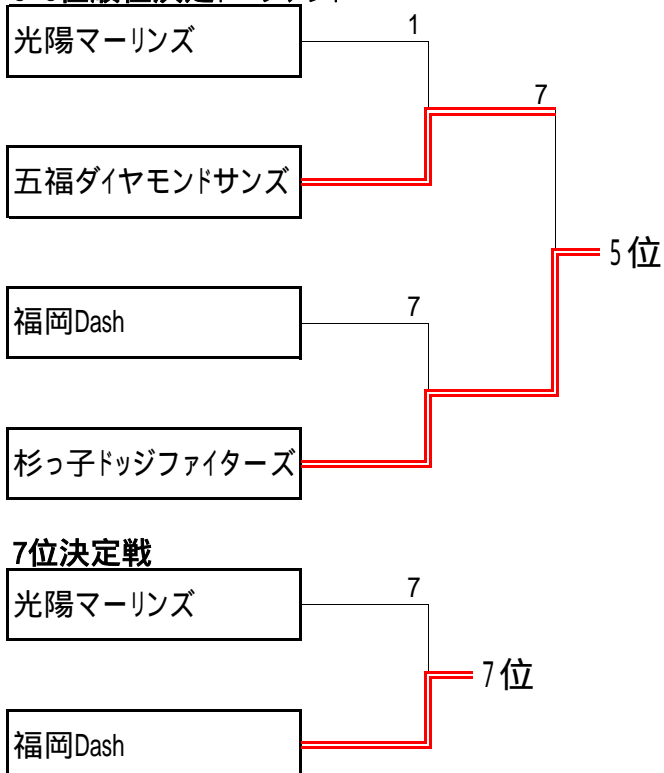 光陽マーリンズ
1
7
五福ダイヤモンドサンズ
5位
福岡Dash
7
杉っ子ドッジファイターズ
7位決定戦
光陽マーリンズ
7
7位
福岡Dash